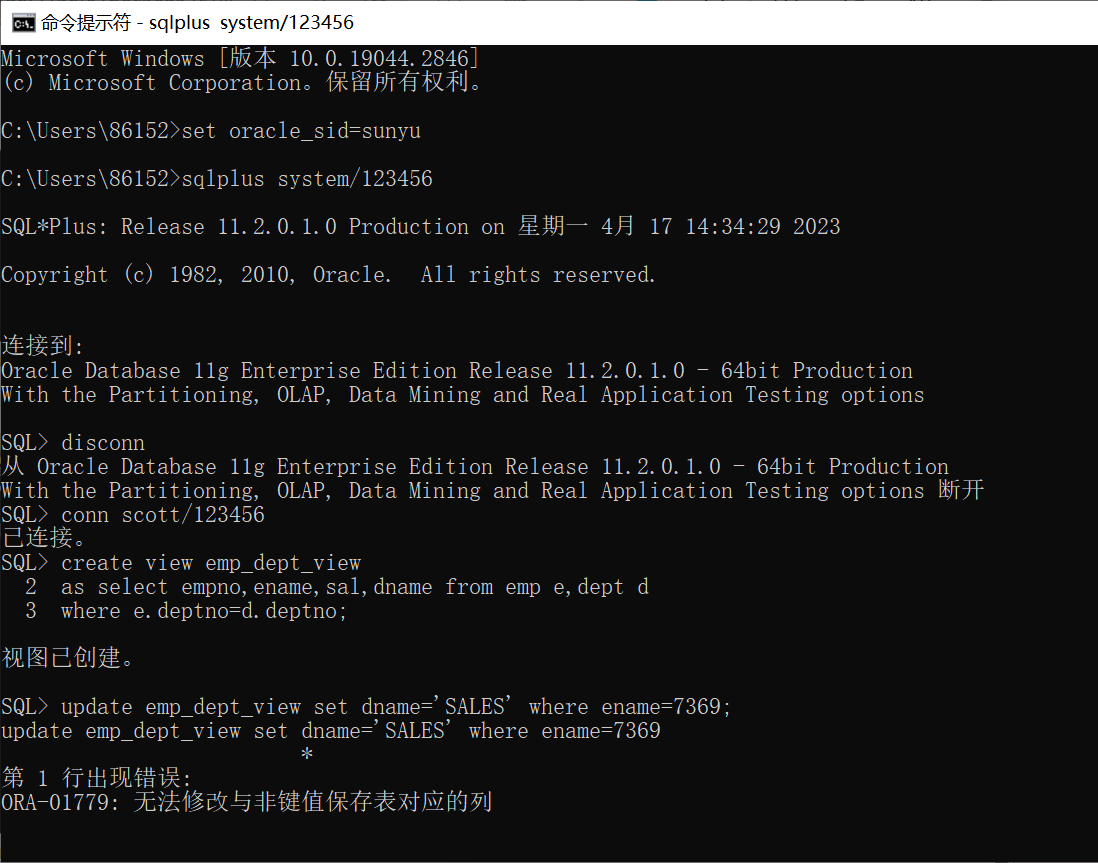 命令提示符 - sqlplus  system/123456
Microsoft Windows [版本 10.0.19044.2846]
(c) Microsoft Corporation。保留所有权利。
C:\Users\86152>set oracle_sid=sunyu
C:\Users\86152>sqlplus system/123456
SQL*Plus: Release 11.2.0.1.0 Production on 星期一 4月 17 14:34:29 2023
Copyright (c) 1982, 2010, Oracle.  All rights reserved.
连接到:
Oracle Database 11g Enterprise Edition Release 11.2.0.1.0 - 64bit Production
With the Partitioning, OLAP, Data Mining and Real Application Testing options
SQL> disconn
从 Oracle Database 11g Enterprise Edition Release 11.2.0.1.0 - 64bit Production
With the Partitioning, OLAP, Data Mining and Real Application Testing options 断开
SQL> conn scott/123456
已连接。
SQL> create view emp_dept_view
  2  as select empno,ename,sal,dname from emp e,dept d
  3  where e.deptno=d.deptno;
视图已创建。
SQL> update emp_dept_view set dname='SALES' where ename=7369;
update emp_dept_view set dname='SALES' where ename=7369
                         *
第 1 行出现错误:
ORA-01779: 无法修改与非键值保存表对应的列